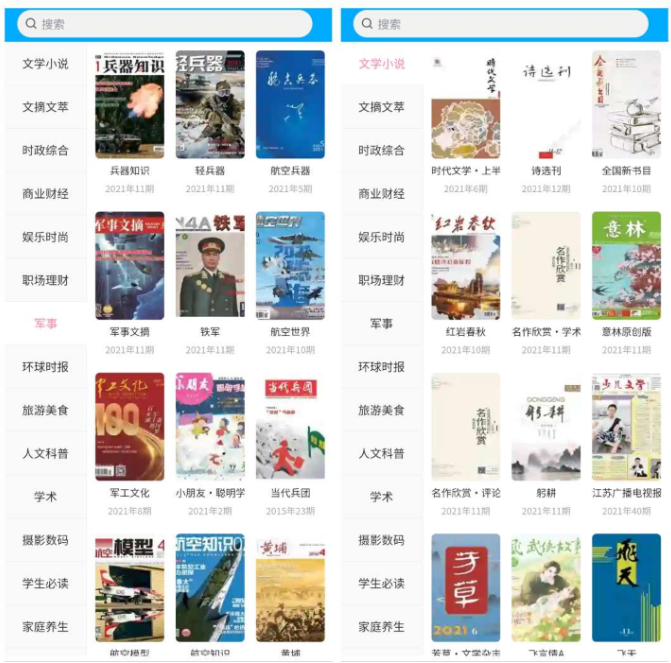 搜索
文学小说
文摘文萃
时政综合
商业财经
娱乐时尚
职场理财
军事
环球时报
旅游美食
人文科普
学术
摄影数码
学生必读
家庭养生
兵器知识
轻兵器
航空兵器
兵器知识
轻兵器
航空兵器
2021年11期
2021年11期
2021年5期
军事文摘
N4A 铁军
航空世界
军事文摘
铁军
航空世界
2021年11期
2021年11期
2021年10期
军工文化
100
小朋友
当代兵团
军工文化
小朋友·聪明学
当代兵团
2021年8期
2021年2期
2015年23期
航空模型 4
航空知识
黄埔
航空模型
航空知识
黄埔
搜索
文学小说
文摘文萃
时政综合
商业财经
娱乐时尚
职场理财
军事
环球时报
旅游美食
人文科普
学术
摄影数码
学生必读
家庭养生
时代文学
诗选刊
全国新书目
时代文学·上半
诗选刊
全国新书目
2021年6期
2021年12期
2021年10期
红岩春秋
名作欣赏
意林
红岩春秋
名作欣赏·学术
意林原创版
2021年10期
2021年11期
2021年11期
名作欣赏
GONGGENG
躬耕
名作欣赏·评论
躬耕
江苏广播电视报
2021年11期
2021年11期
2021年40期
芳草
2021 6
武侠故事
飞天
芳草·文学杂志
飞言情A
飞天